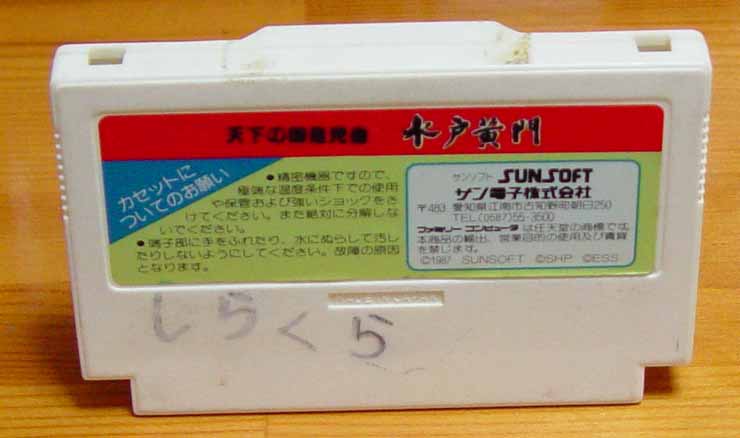 天下のご意見番 水戸黄門
カセットに
ついてのお願い
●精密機器ですので、
極端な温度条件下での使用
や保管および強いショックをさ
けてください。また絶対に分解しな
いでください。
●端子部に手をふれたり、水にぬらして汚し
たりしないようにしてください。故障の原因
となります。
サンソフト SUNSOFT
サン電子株式会社
〒483 愛知県江南市古知野町朝日250
TEL(0587)55-3500
ファミリーコンピュータは任天堂の商標です。
本商品の輸出、営業目的の使用及び賃貸
を禁じます。
©1987 SUNSOFT ©SHP ©ESS
MADE IN JAPAN
しらくら